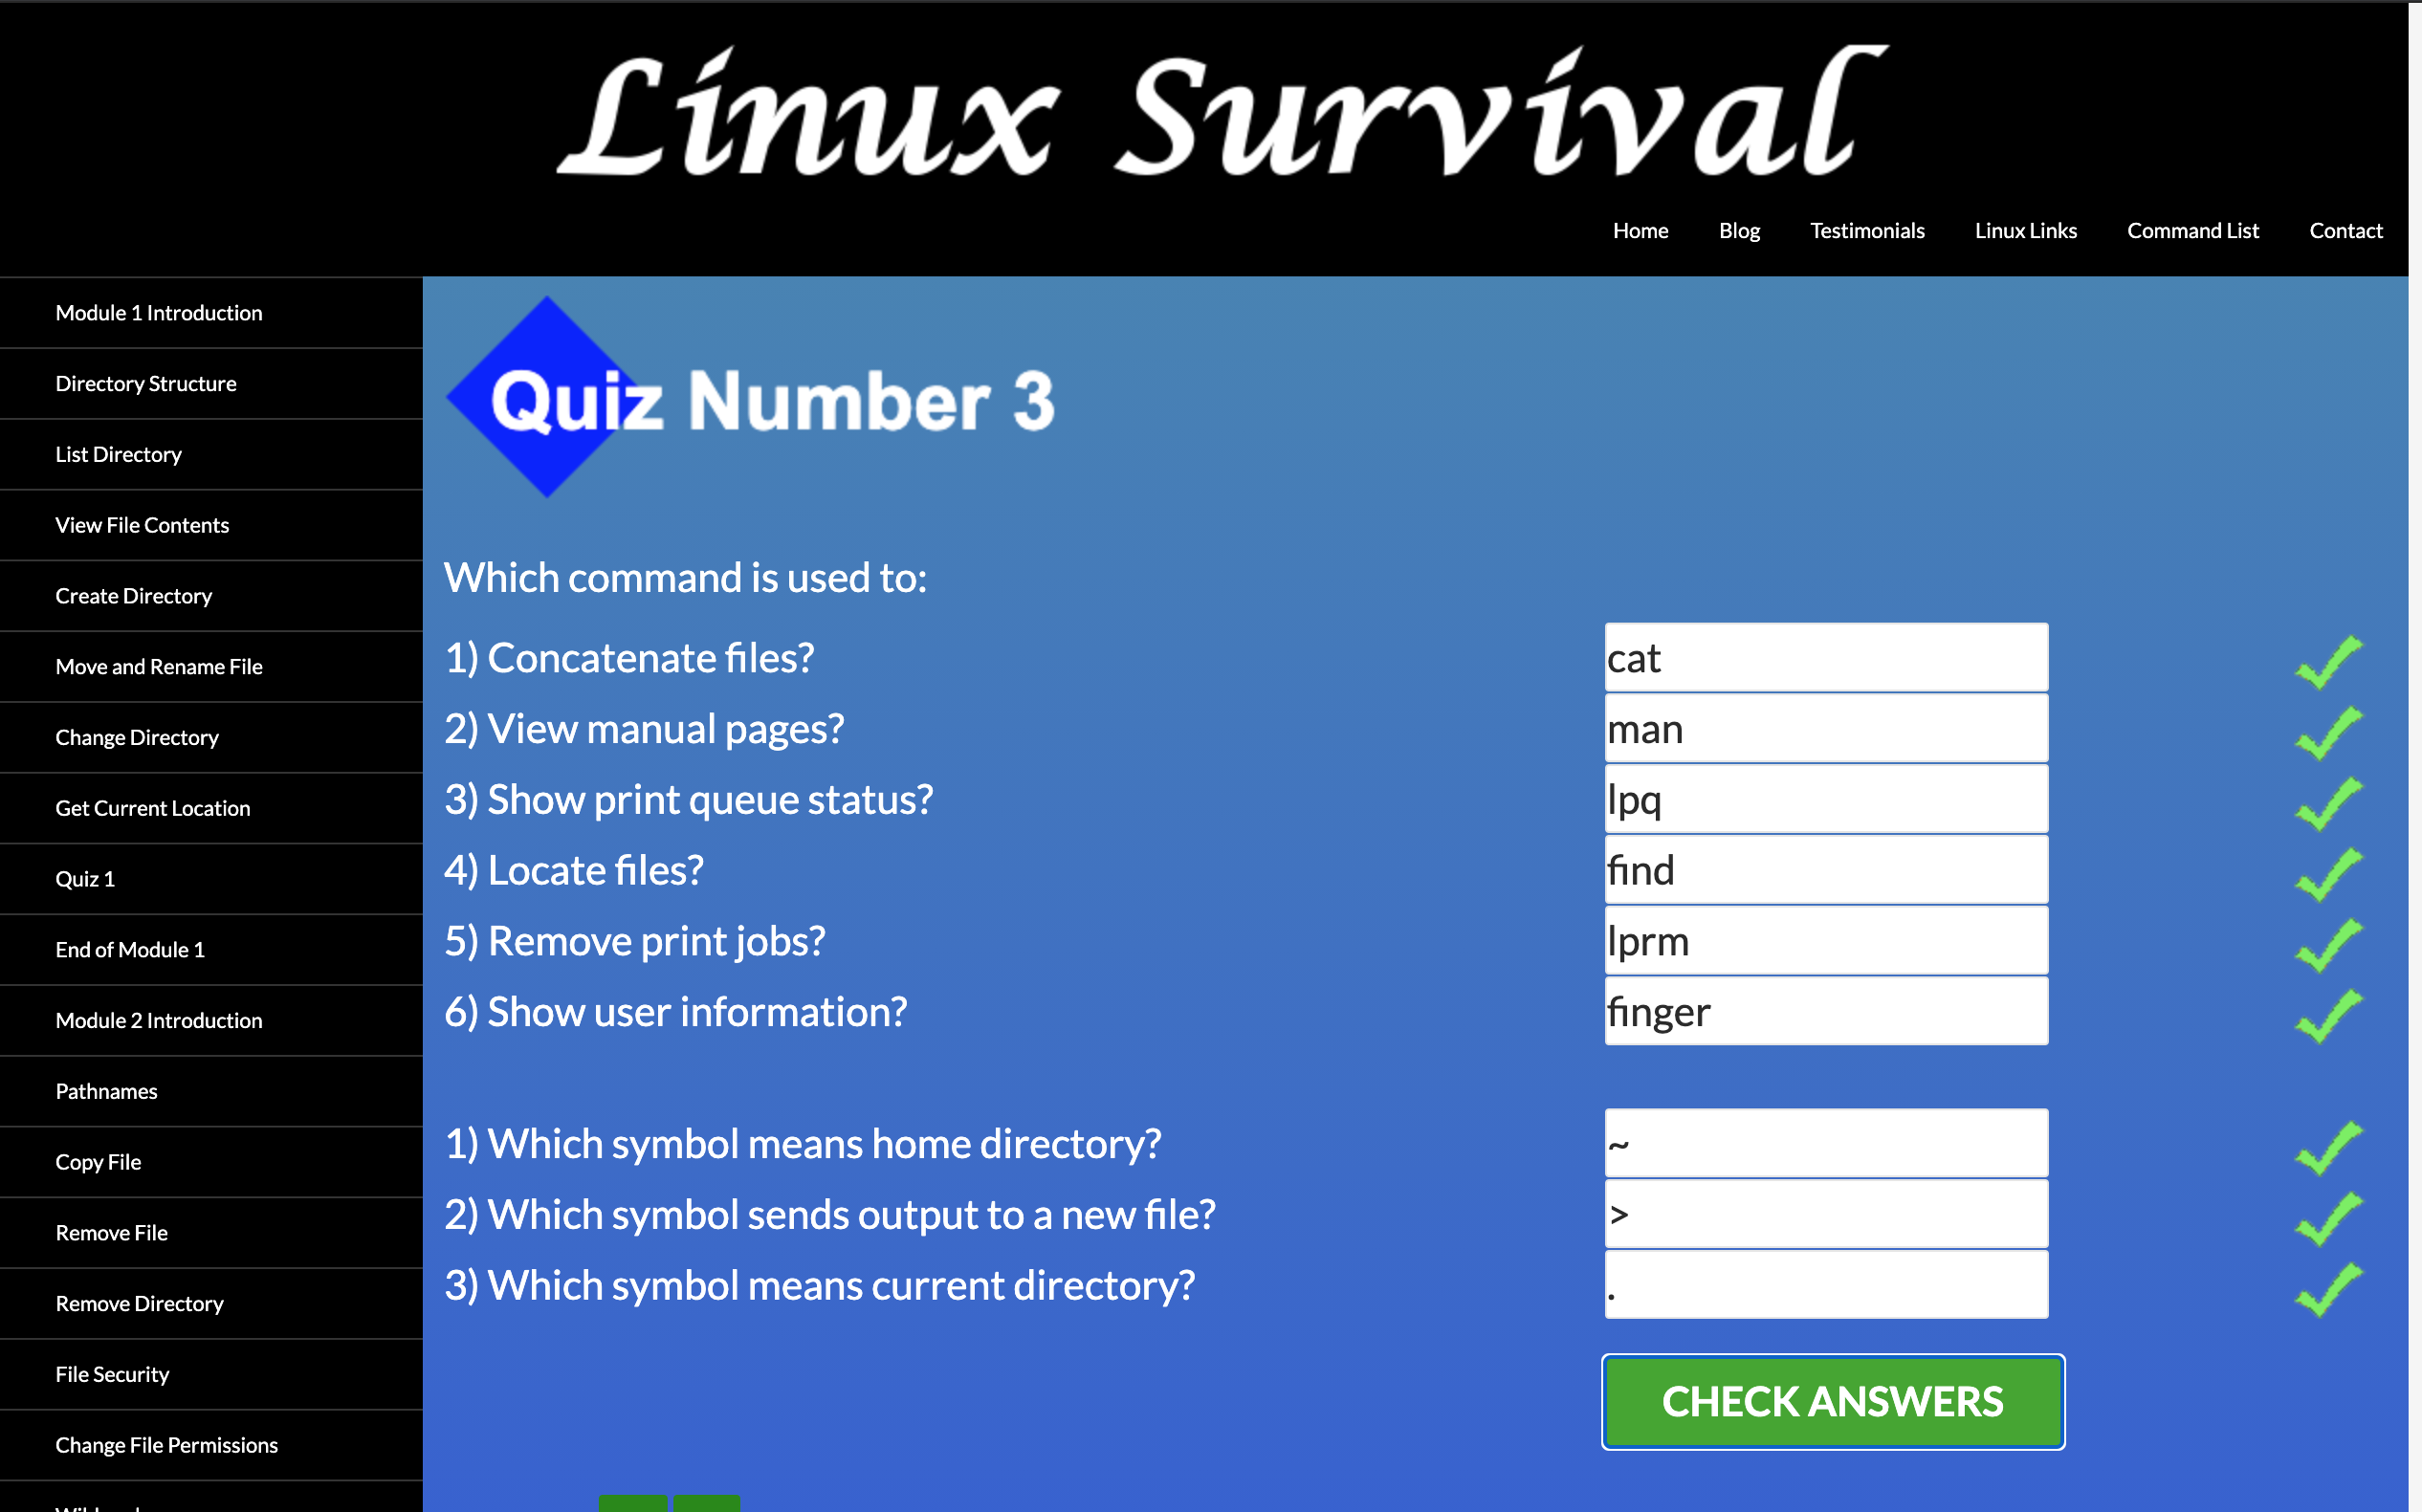 Linux Survival
Home Blog Testimonials Linux Links Command List Contact
Module 1 Introduction
Directory Structure
List Directory
View File Contents
Create Directory
Move and Rename File
Change Directory
Get Current Location
Quiz 1
End of Module 1
Module 2 Introduction
Pathnames
Copy File
Remove File
Remove Directory
File Security
Change File Permissions
Quiz Number 3
Which command is used to:
1) Concatenate files? cat
2) View manual pages? man
3) Show print queue status? lpq
4) Locate files? find
5) Remove print jobs? lprm
6) Show user information? finger
1) Which symbol means home directory? ~
2) Which symbol sends output to a new file? >
3) Which symbol means current directory? .
CHECK ANSWERS